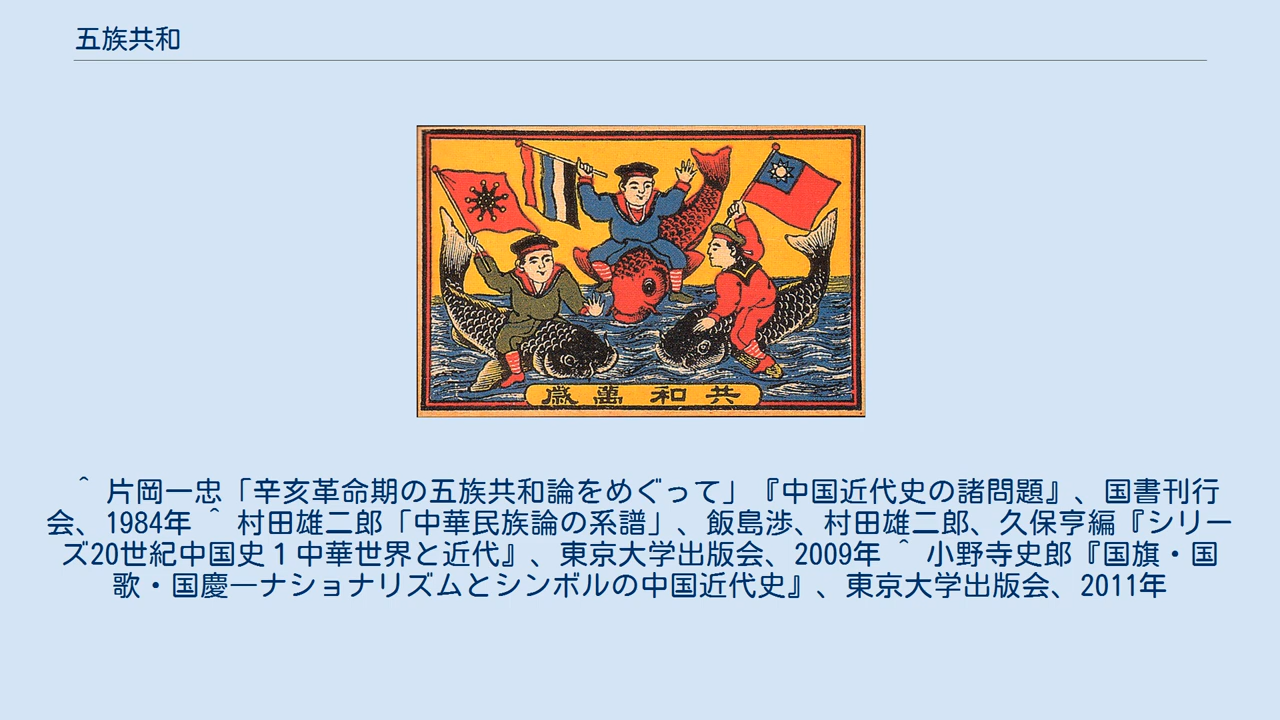 五族共和
共和萬歳
＾ 片岡一忠「辛亥革命期の五族共和論をめぐって」『中国近代史の諸問題』、国書刊行
会、1984年 ＾ 村田雄二郎「中華民族論の系譜」、飯島渉、村田雄二郎、久保亨編『シリー
ズ20世紀中国史１中華世界と近代』、東京大学出版会、2009年 ＾ 小野寺史郎『国旗・国
歌・国慶―ナショナリズムとシンボルの中国近代史』、東京大学出版会、2011年